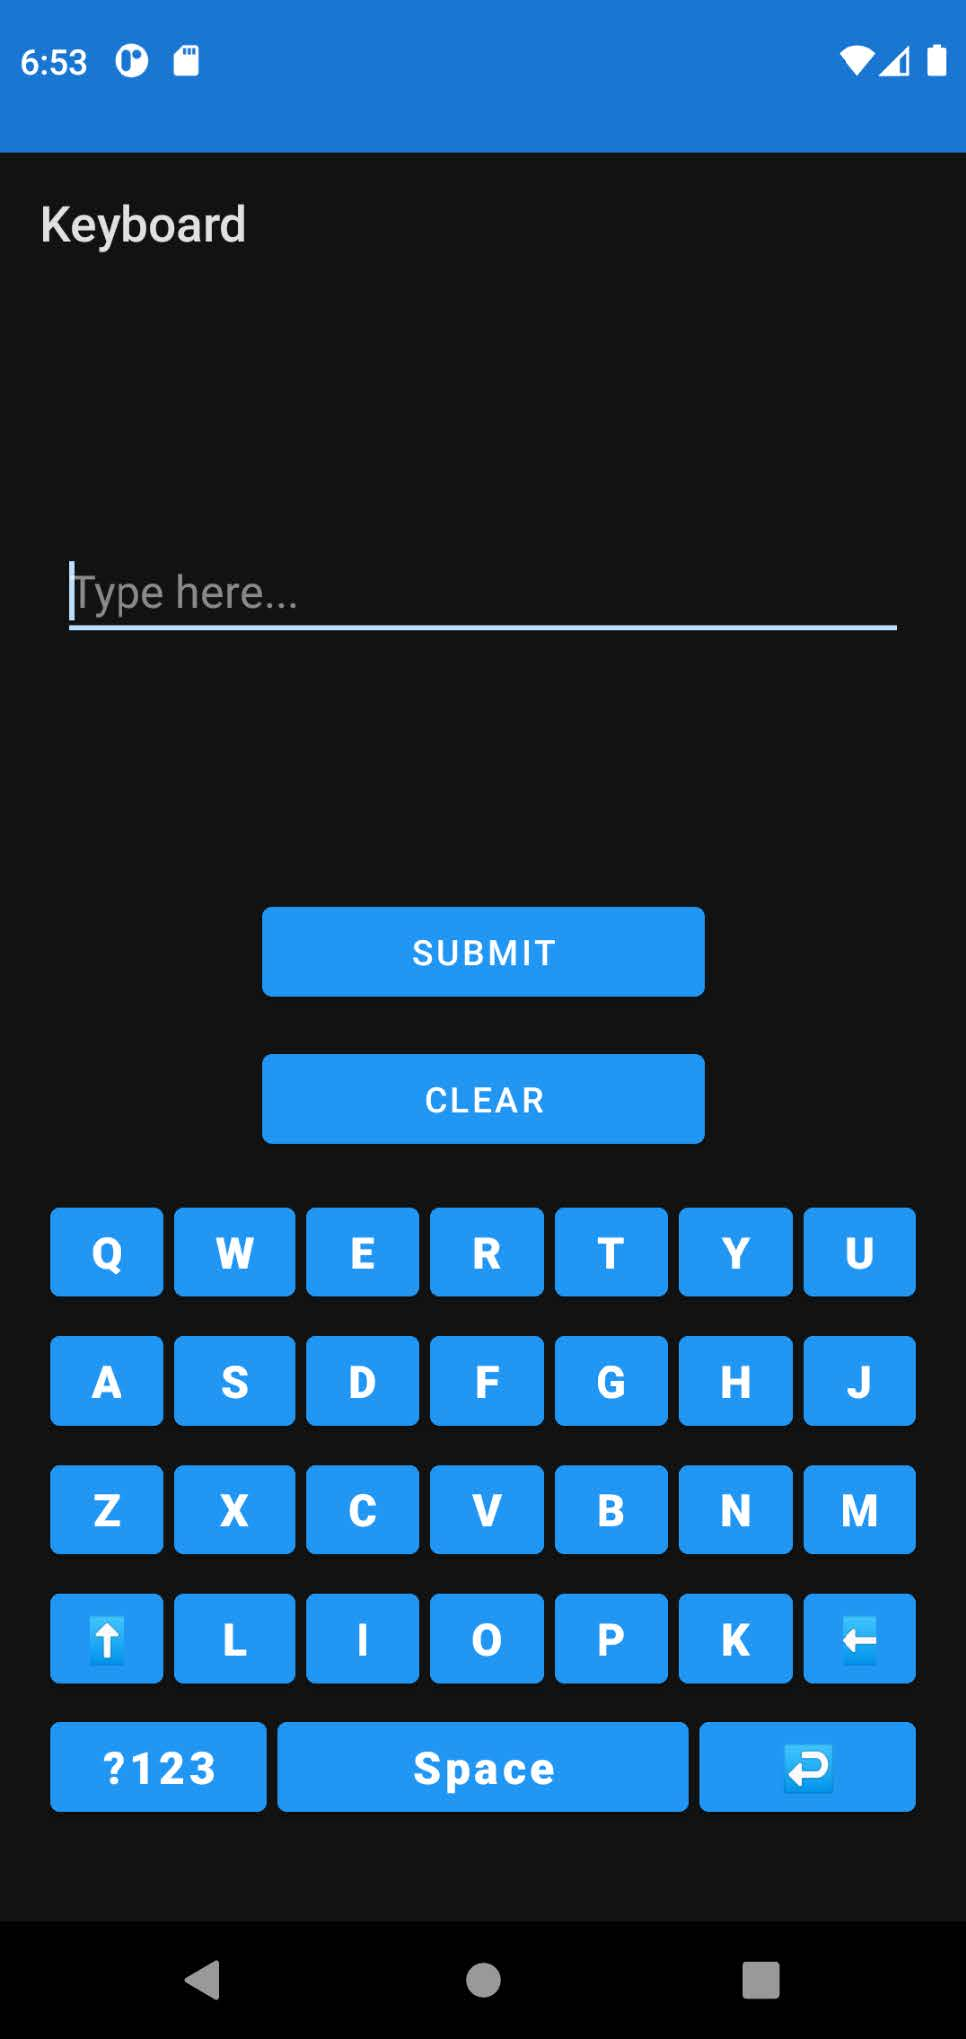 6:53
Keyboard
Type here...
SUBMIT
CLEAR
Q W E R T Y U
A S D F G H J
Z X C V B N M
L I O P K
?123 Space